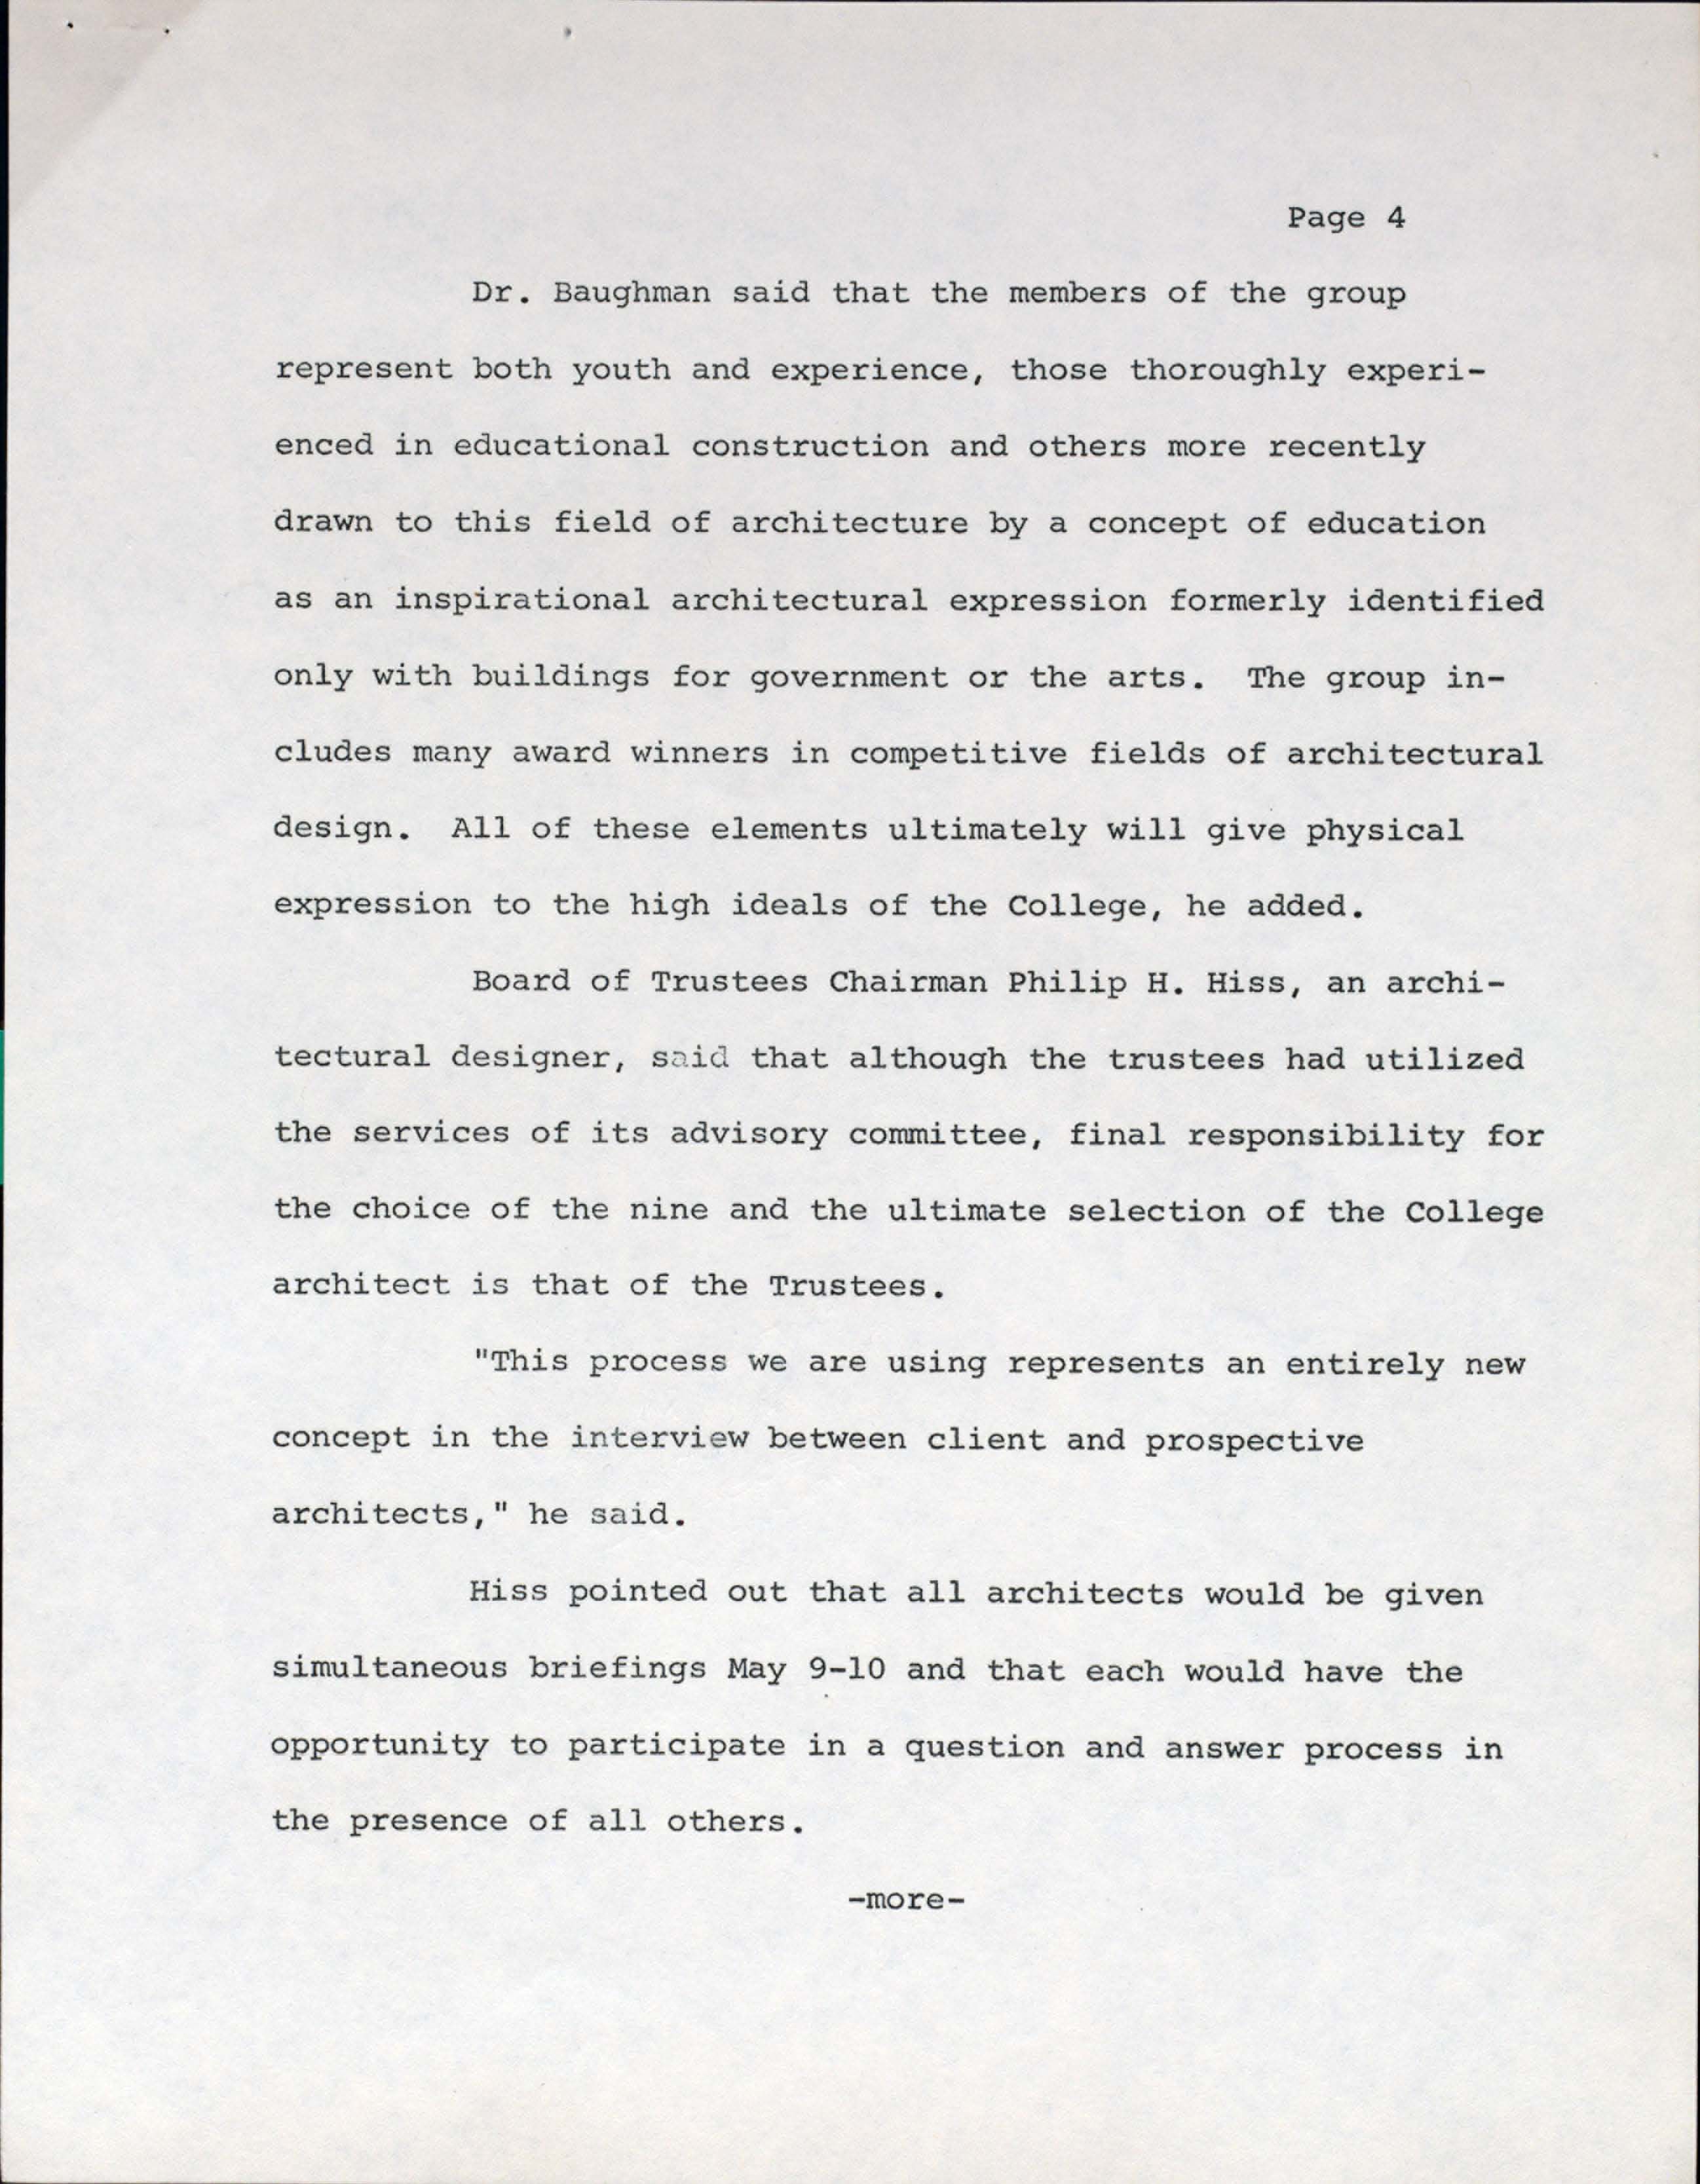 Page 4
Dr. Baughman said that the members of the group
represent both youth and experience, those thoroughly experi-
enced in educational construction and others more recently
drawn to this field of architecture by a concept of education
as an inspirational architectural expression formerly identified
only with buildings for government or the arts.  The group in-
cludes many award winners in competitive fields of architectural
design.  All of these elements ultimately will give physical
expression to the high ideals of the College, he added.
Board of Trustees Chairman Philip H. Hiss, an archi-
tectural designer, said that although the trustees had utilized
the services of its advisory committee, final responsibility for
the choice of the nine and the ultimate selection of the College
architect is that of the Trustees.
"This process we are using represents an entirely new
concept in the interview between client and prospective
architects," he said.
Hiss pointed out that all architects would be given
simultaneous briefings May 9-10 and that each would have the
opportunity to participate in a question and answer process in
the presence of all others.
-more-